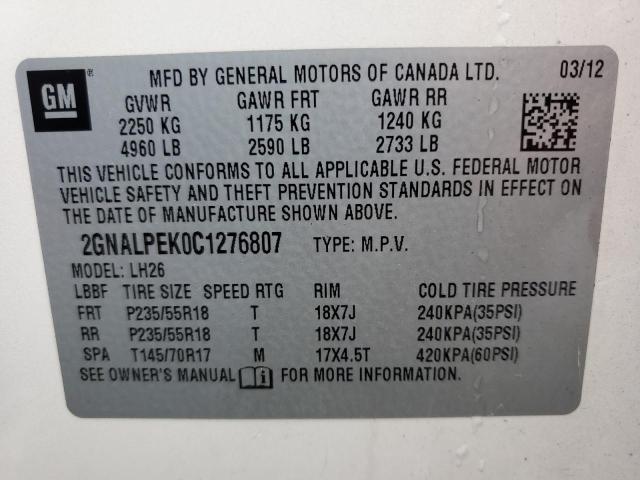 GM ® MFD BY GENERAL MOTORS OF CANADA LTD. 03/12
GVWR GAWR FRT GAWR RR
2250 KG 1175 KG 1240 KG
4960 LB 2590 LB 2733 LB
THIS VEHICLE CONFORMS TO ALL APPLICABLE U.S. FEDERAL MOTOR
VEHICLE SAFETY AND THEFT PREVENTION STANDARDS IN EFFECT ON
THE DATE OF MANUFACTURE SHOWN ABOVE.
2GNALPEK0C1276807 TYPE: M.P.V.
MODEL: LH26
LBBF TIRE SIZE SPEED RTG RIM COLD TIRE PRESSURE
FRT P235/55R18 T 18X7J 240KPA(35PSI)
RR P235/55R18 T 18X7J 240KPA(35PSI)
SPA T145/70R17 M 17X4.5T 420KPA(60PSI)
SEE OWNER'S MANUAL i FOR MORE INFORMATION.